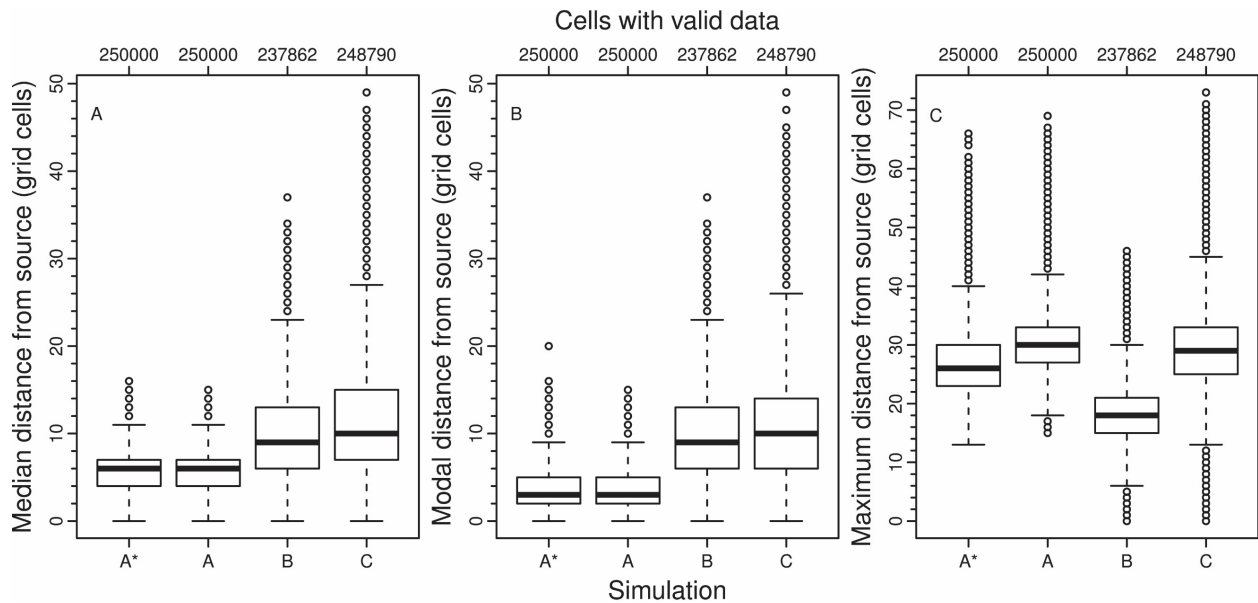 Cells with valid data
250000 250000 237862 248790
250000 250000 237862 248790
250000 250000 237862 248790
Median distance from source (grid cells)
A
50
40
30
20
10
0
A* A B C
Modal distance from source (grid cells)
B
50
40
30
20
10
0
A* A B C
Maximum distance from source (grid cells)
C
70
60
50
40
30
20
10
0
A* A B C
Simulation